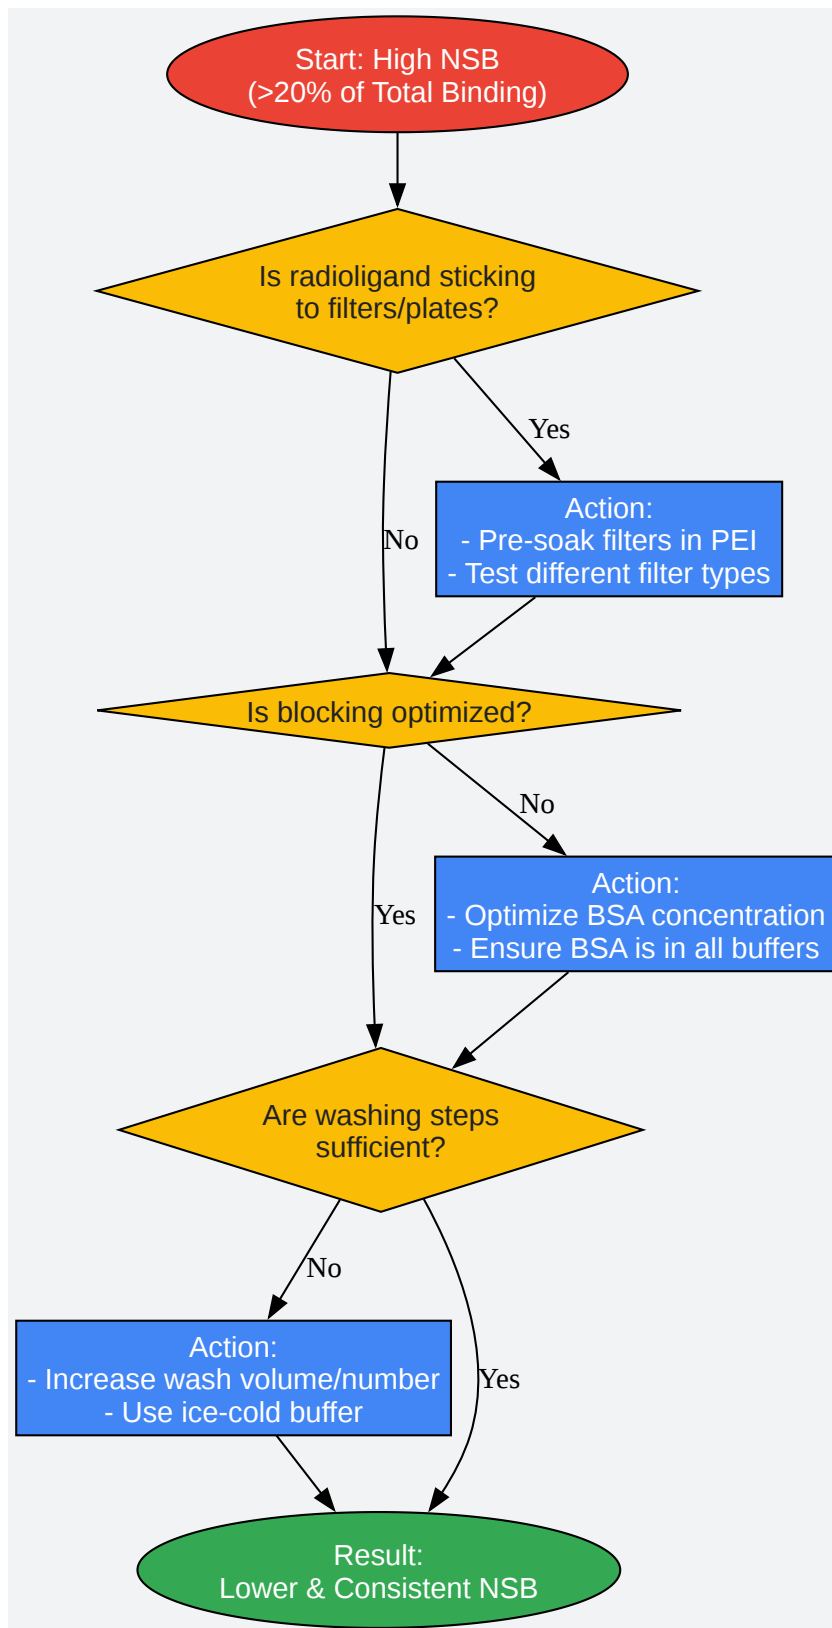 Start: High NSB
(>20% of Total Binding)
Is radioligand sticking
to filters/plates?
Yes
Action:
- Pre-soak filters in PEI
- Test different filter types
No
Is blocking optimized?
No
Action:
- Optimize BSA concentration
- Ensure BSA is in all buffers
Yes
Are washing steps
sufficient?
No
Action:
- Increase wash volume/number
- Use ice-cold buffer
Yes
Result:
Lower & Consistent NSB